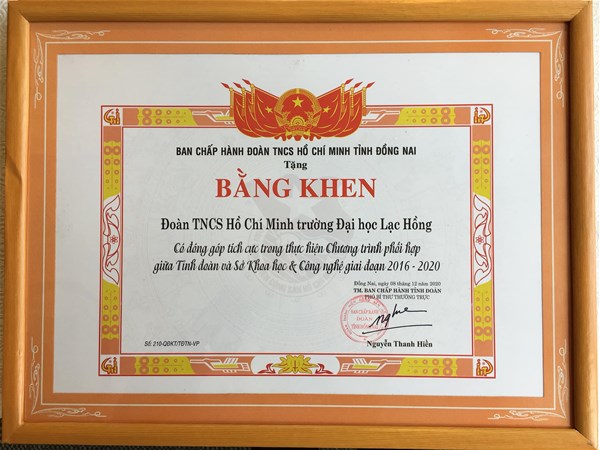 BAN CHẤP HÀNH ĐOÀN TNCS HỒ CHÍ MINH TỈNH ĐỒNG NAI
Tặng
BẰNG KHEN
Đoàn TNCS Hồ Chí Minh trường Đại học Lạc Hồng
Có đóng góp tích cực trong thực hiện Chương trình phối hợp
giữa Tỉnh đoàn và Sở Khoa học & Công nghệ giai đoạn 2016 - 2020
Đồng Nai, ngày 08 tháng 12 năm 2020
TM. BAN CHẤP HÀNH TỈNH ĐOÀN
PHÓ BÍ THƯ THƯỜNG TRỰC
Số: 210-QĐKT/TĐTN-VP
Nguyễn Thanh Hiền